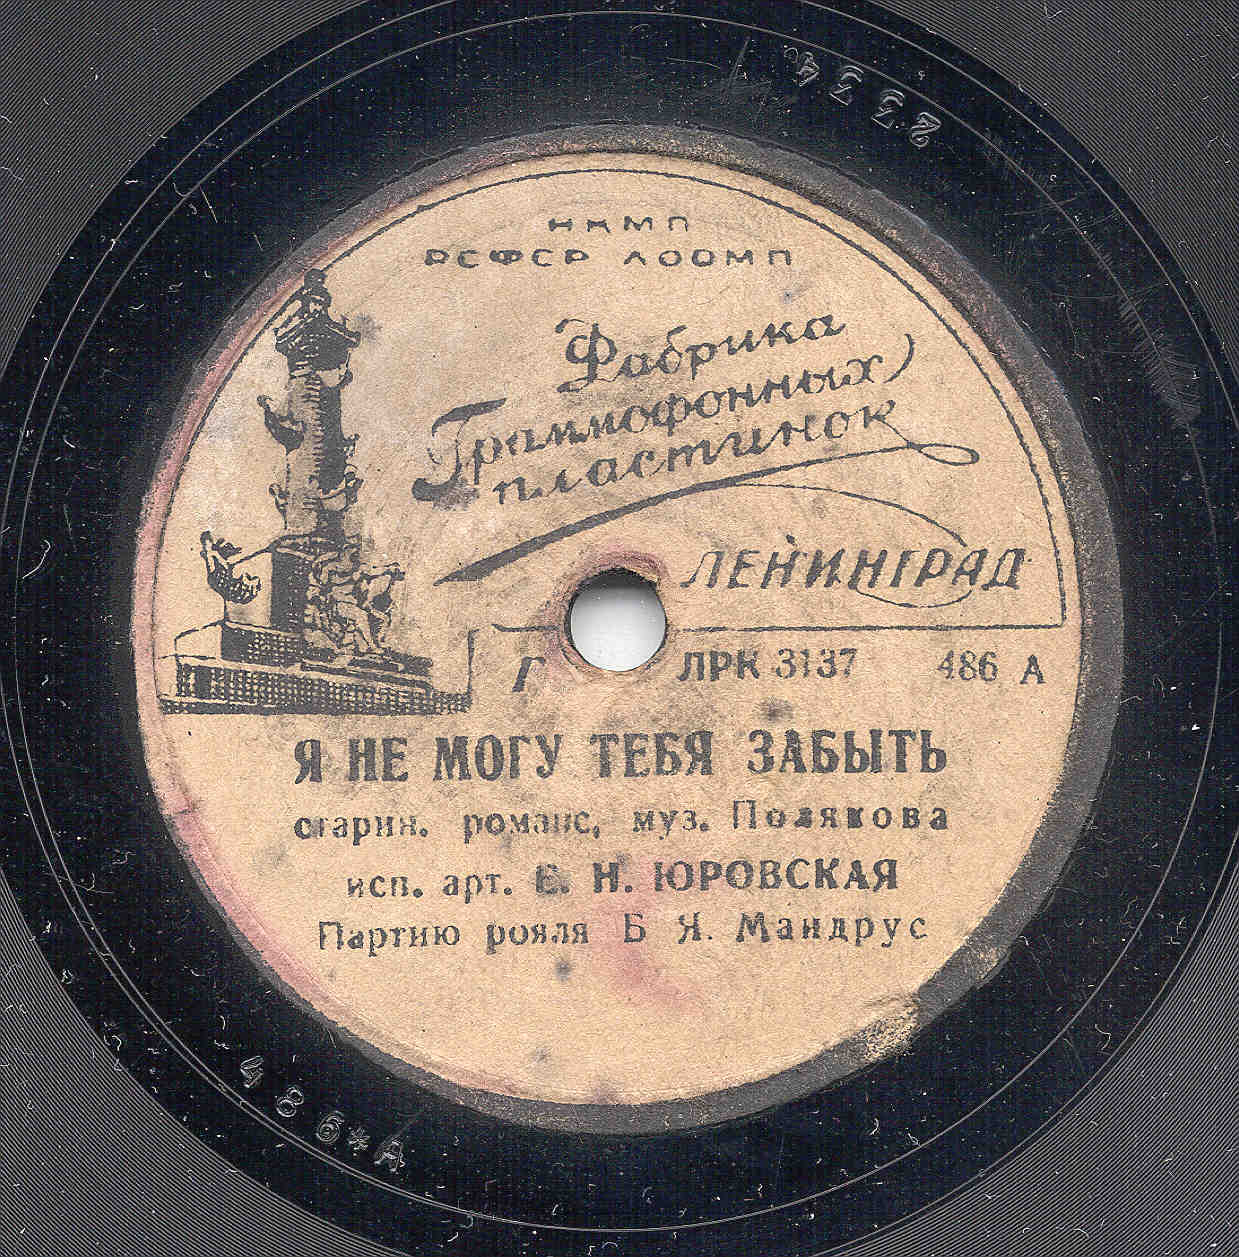 НКМП
РСФСР ЛООМП
Фабрика
Граммофонных
пластинок
ЛЕНИНГРАД
Г ЛРК 3137 486 А
Я НЕ МОГУ ТЕБЯ ЗАБЫТЬ
старин. романс, муз. Полякова
исп. арт. Е. Н. ЮРОВСКАЯ
Партию рояля Б Я. Мандрус
486*А